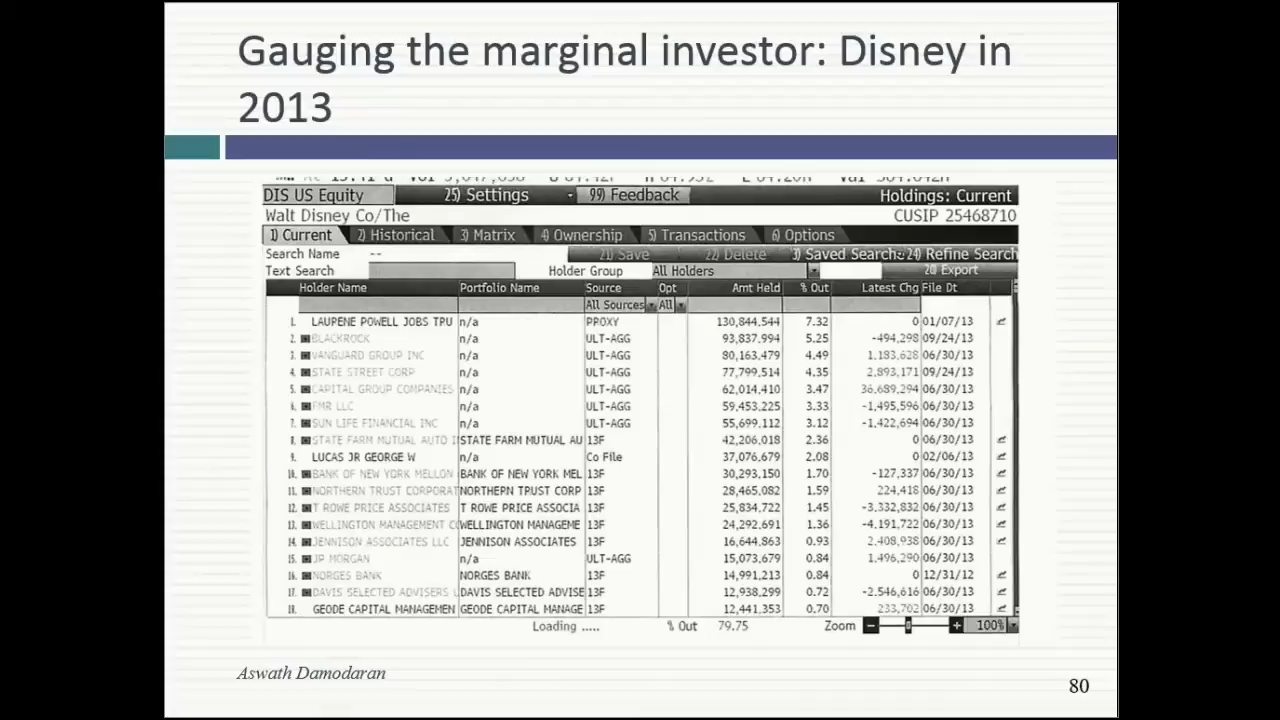 Gauging the marginal investor: Disney in
2013
DIS US Equity 25) Settings 99) Feedback Holdings: Current
Walt Disney Co/The CUSIP 25468710
1) Current 2) Historical 3) Matrix 4) Ownership 5) Transactions 6) Options
Search Name -- 21) Save 22) Delete 3) Saved Search 24) Refine Search
Text Search Holder Group All Holders 20) Export
Holder Name Portfolio Name Source Opt Amt Held % Out Latest Chg File Dt
All Sources All
1. LAURENE POWELL JOBS TPU n/a PROXY 130,844,544 7.32 0 01/07/13
2. BLACKROCK n/a ULT-AGG 93,837,994 5.25 -494,298 09/24/13
3. VANGUARD GROUP INC n/a ULT-AGG 80,163,479 4.49 1,183,628 06/30/13
4. STATE STREET CORP n/a ULT-AGG 77,799,514 4.35 2,893,171 09/24/13
5. CAPITAL GROUP COMPANIES n/a ULT-AGG 62,014,410 3.47 36,689,294 06/30/13
6. FMR LLC n/a ULT-AGG 59,453,225 3.33 -1,495,596 06/30/13
7. SUN LIFE FINANCIAL INC n/a ULT-AGG 55,699,112 3.12 -1,422,694 06/30/13
8. STATE FARM MUTUAL AUTO I STATE FARM MUTUAL AU 13F 42,206,018 2.36 0 06/30/13
9. LUCAS JR GEORGE W n/a Co File 37,076,679 2.08 0 02/06/13
10. BANK OF NEW YORK MELLON BANK OF NEW YORK MEL 13F 30,293,150 1.70 -127,337 06/30/13
11. NORTHERN TRUST CORPORAT NORTHERN TRUST CORP 13F 28,465,082 1.59 224,418 06/30/13
12. T ROWE PRICE ASSOCIATES T ROWE PRICE ASSOCIA 13F 25,834,722 1.45 -3,332,832 06/30/13
13. WELLINGTON MANAGEMENT CO WELLINGTON MANAGEME 13F 24,292,691 1.36 -4,191,722 06/30/13
14. JENNISON ASSOCIATES LLC JENNISON ASSOCIATES 13F 16,644,863 0.93 2,408,938 06/30/13
15. JP MORGAN n/a ULT-AGG 15,073,679 0.84 1,496,290 06/30/13
16. NORGES BANK NORGES BANK 13F 14,991,213 0.84 0 12/31/12
17. DAVIS SELECTED ADVISERS L DAVIS SELECTED ADVISE 13F 12,938,299 0.72 -2,546,616 06/30/13
18. GEODE CAPITAL MANAGEMEN GEODE CAPITAL MANAGE 13F 12,441,353 0.70 233,702 06/30/13
Loading ..... % Out 79.75 Zoom 100%
Aswath Damodaran
80